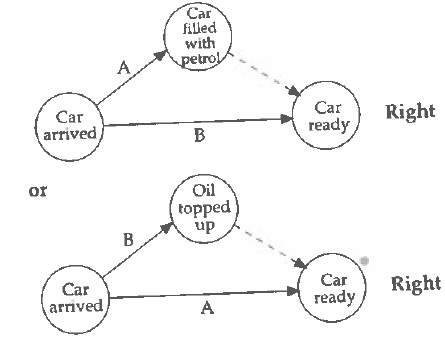 Car
filled
with
petrol
A
Car
arrived
Car
ready
Right
B
or
Oil
topped
up
B
Car
arrived
Car
ready
Right
A